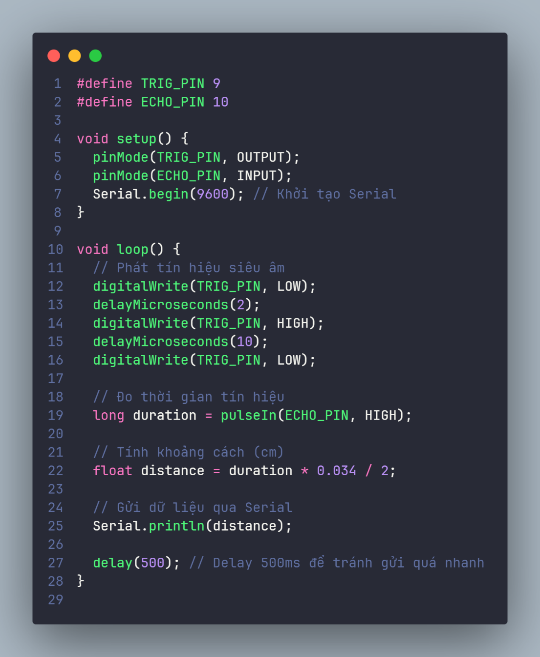 1 #define TRIG_PIN 9
2 #define ECHO_PIN 10
3
4 void setup() {
5   pinMode(TRIG_PIN, OUTPUT);
6   pinMode(ECHO_PIN, INPUT);
7   Serial.begin(9600); // Khởi tạo Serial
8 }
9
10 void loop() {
11   // Phát tín hiệu siêu âm
12   digitalWrite(TRIG_PIN, LOW);
13   delayMicroseconds(2);
14   digitalWrite(TRIG_PIN, HIGH);
15   delayMicroseconds(10);
16   digitalWrite(TRIG_PIN, LOW);
17
18   // Đo thời gian tín hiệu
19   long duration = pulseIn(ECHO_PIN, HIGH);
20
21   // Tính khoảng cách (cm)
22   float distance = duration * 0.034 / 2;
23
24   // Gửi dữ liệu qua Serial
25   Serial.println(distance);
26
27   delay(500); // Delay 500ms để tránh gửi quá nhanh
28 }
29